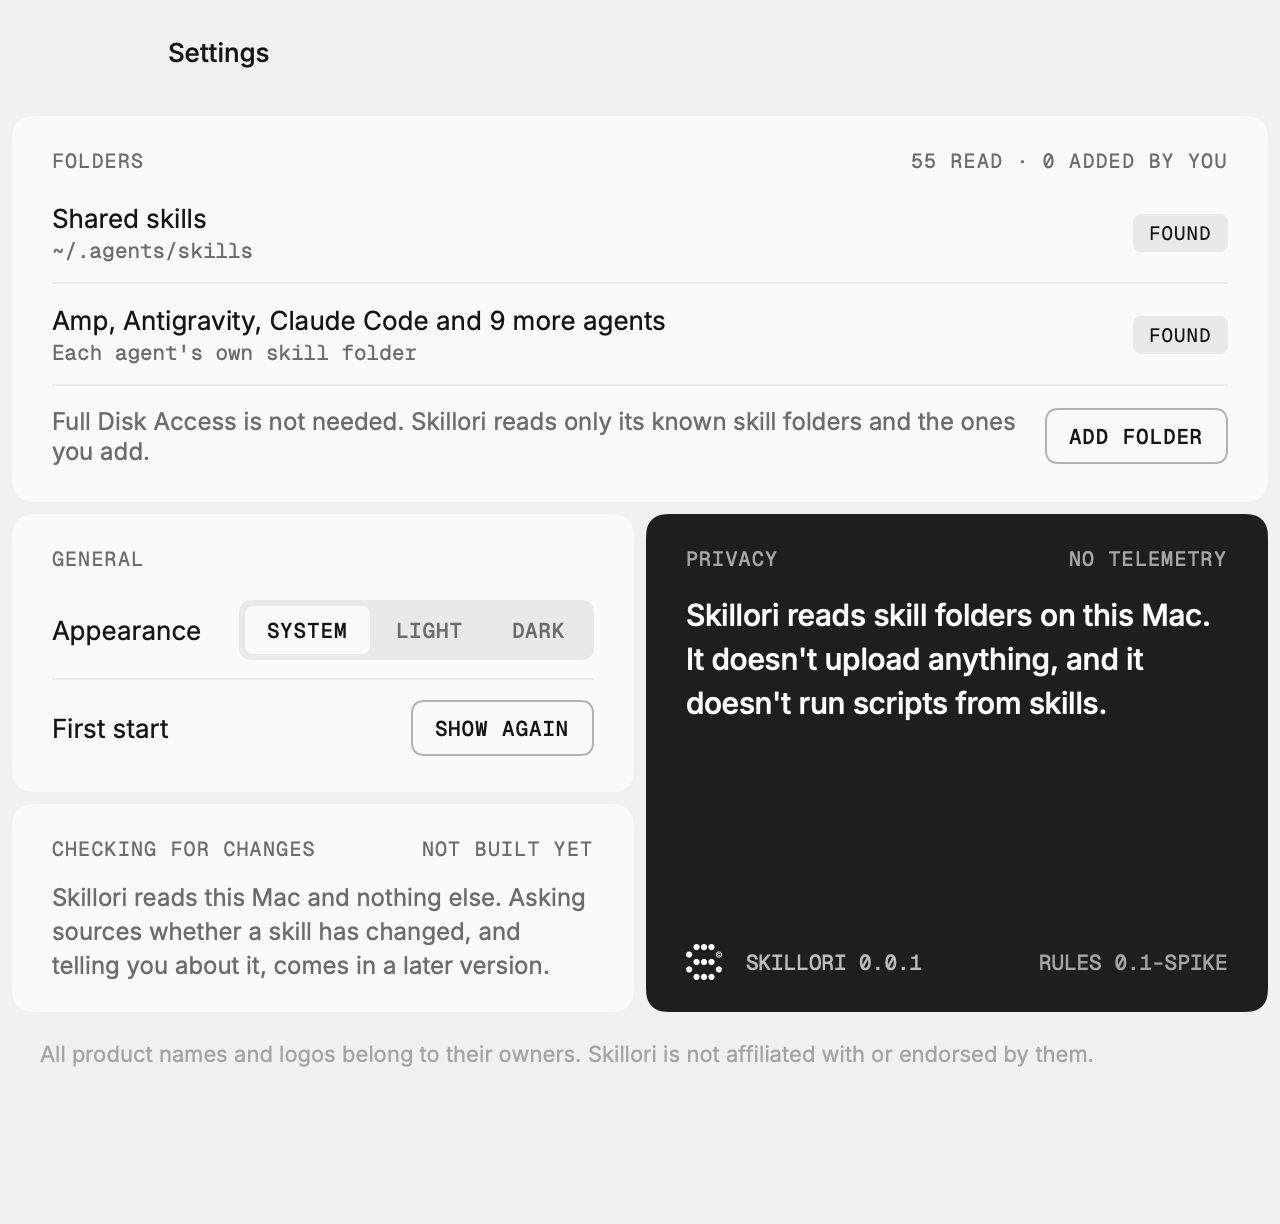 Settings
FOLDERS
55 READ · 0 ADDED BY YOU
Shared skills
~/.agents/skills
FOUND
Amp, Antigravity, Claude Code and 9 more agents
Each agent's own skill folder
FOUND
Full Disk Access is not needed. Skillori reads only its known skill folders and the ones
you add.
ADD FOLDER
GENERAL
Appearance
SYSTEM
LIGHT
DARK
First start
SHOW AGAIN
CHECKING FOR CHANGES
NOT BUILT YET
Skillori reads this Mac and nothing else. Asking
sources whether a skill has changed, and
telling you about it, comes in a later version.
PRIVACY
NO TELEMETRY
Skillori reads skill folders on this Mac.
It doesn't upload anything, and it
doesn't run scripts from skills.
©
SKILLORI 0.0.1
RULES 0.1-SPIKE
All product names and logos belong to their owners. Skillori is not affiliated with or endorsed by them.